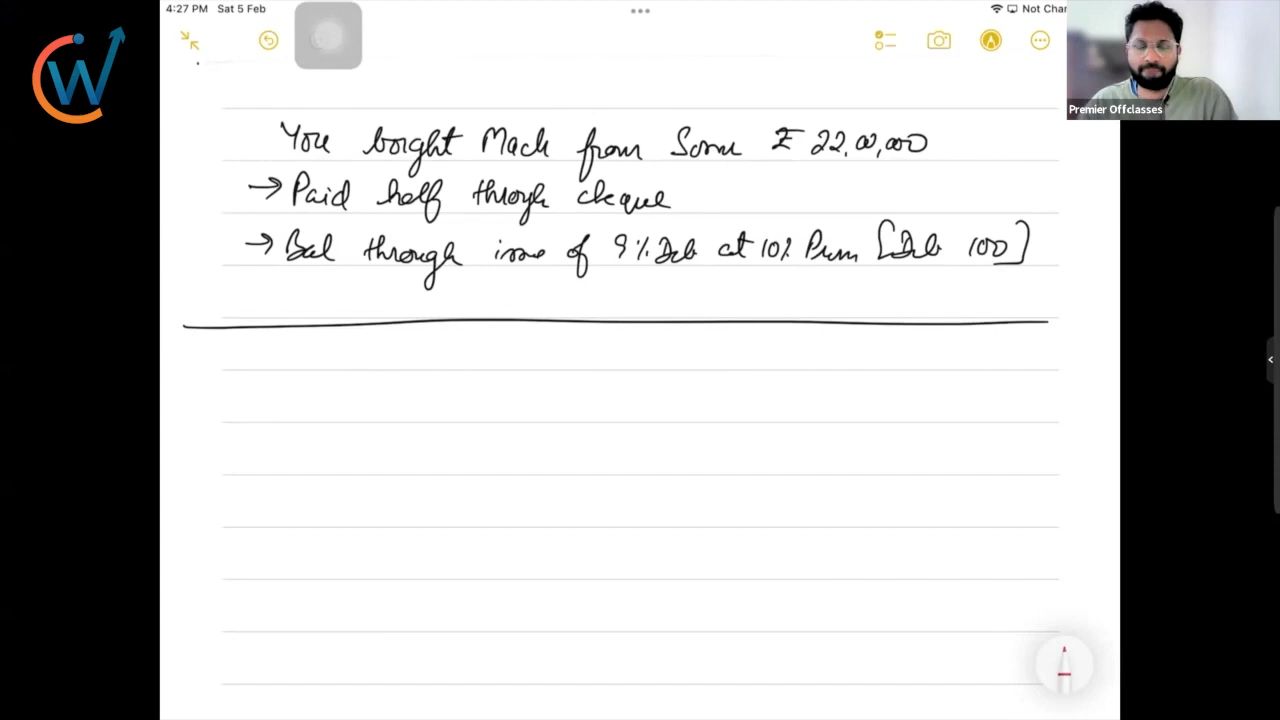 4:27 PM Sat 5 Feb
Not Char
W
Premier Offclasses
You bought Mach from Sonu ₹ 22,00,000
→ Paid half through cheque
→ Bal through issue of 9% Deb at 10% Prem [Deb 100]